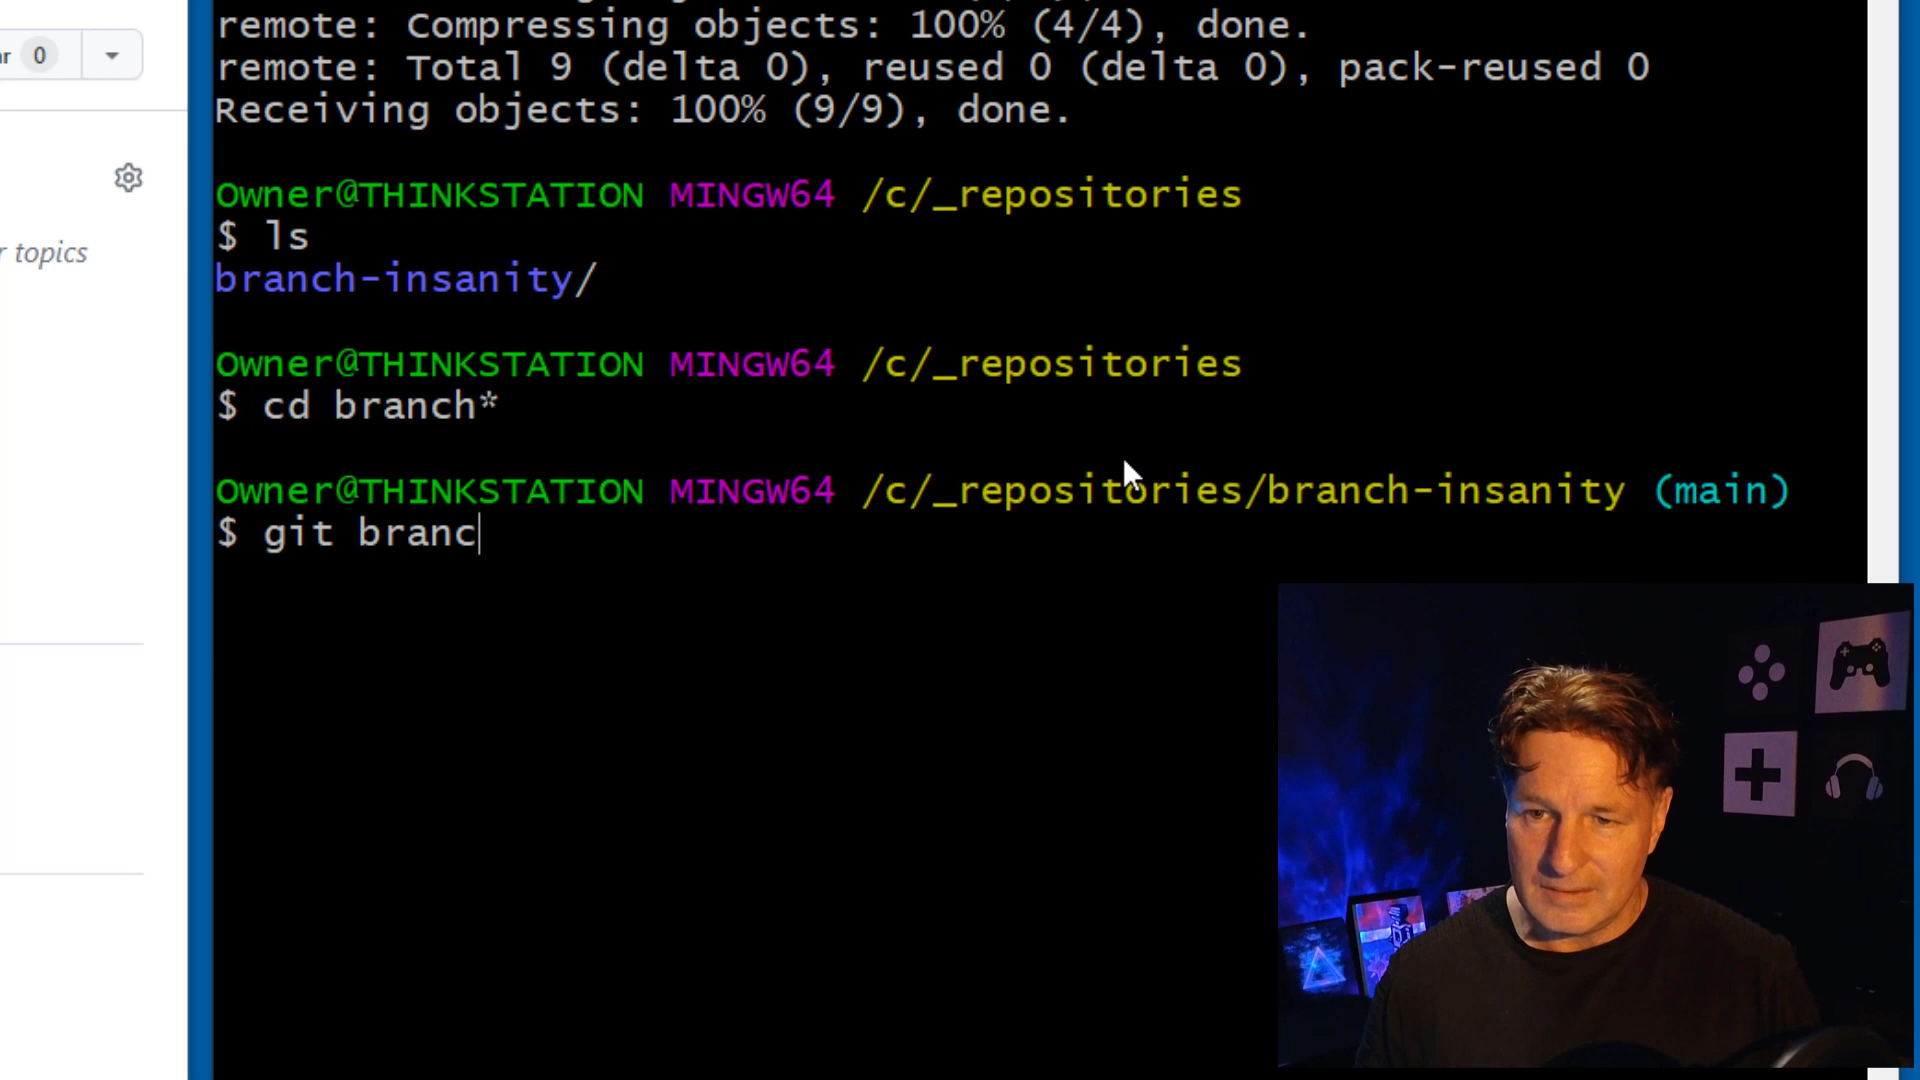 r 0
r topics
remote: Compressing objects: 100% (4/4), done.
remote: Total 9 (delta 0), reused 0 (delta 0), pack-reused 0
Receiving objects: 100% (9/9), done.
Owner@THINKSTATION MINGW64 /c/_repositories
$ ls
branch-insanity/
Owner@THINKSTATION MINGW64 /c/_repositories
$ cd branch*
Owner@THINKSTATION MINGW64 /c/_repositories/branch-insanity (main)
$ git branc